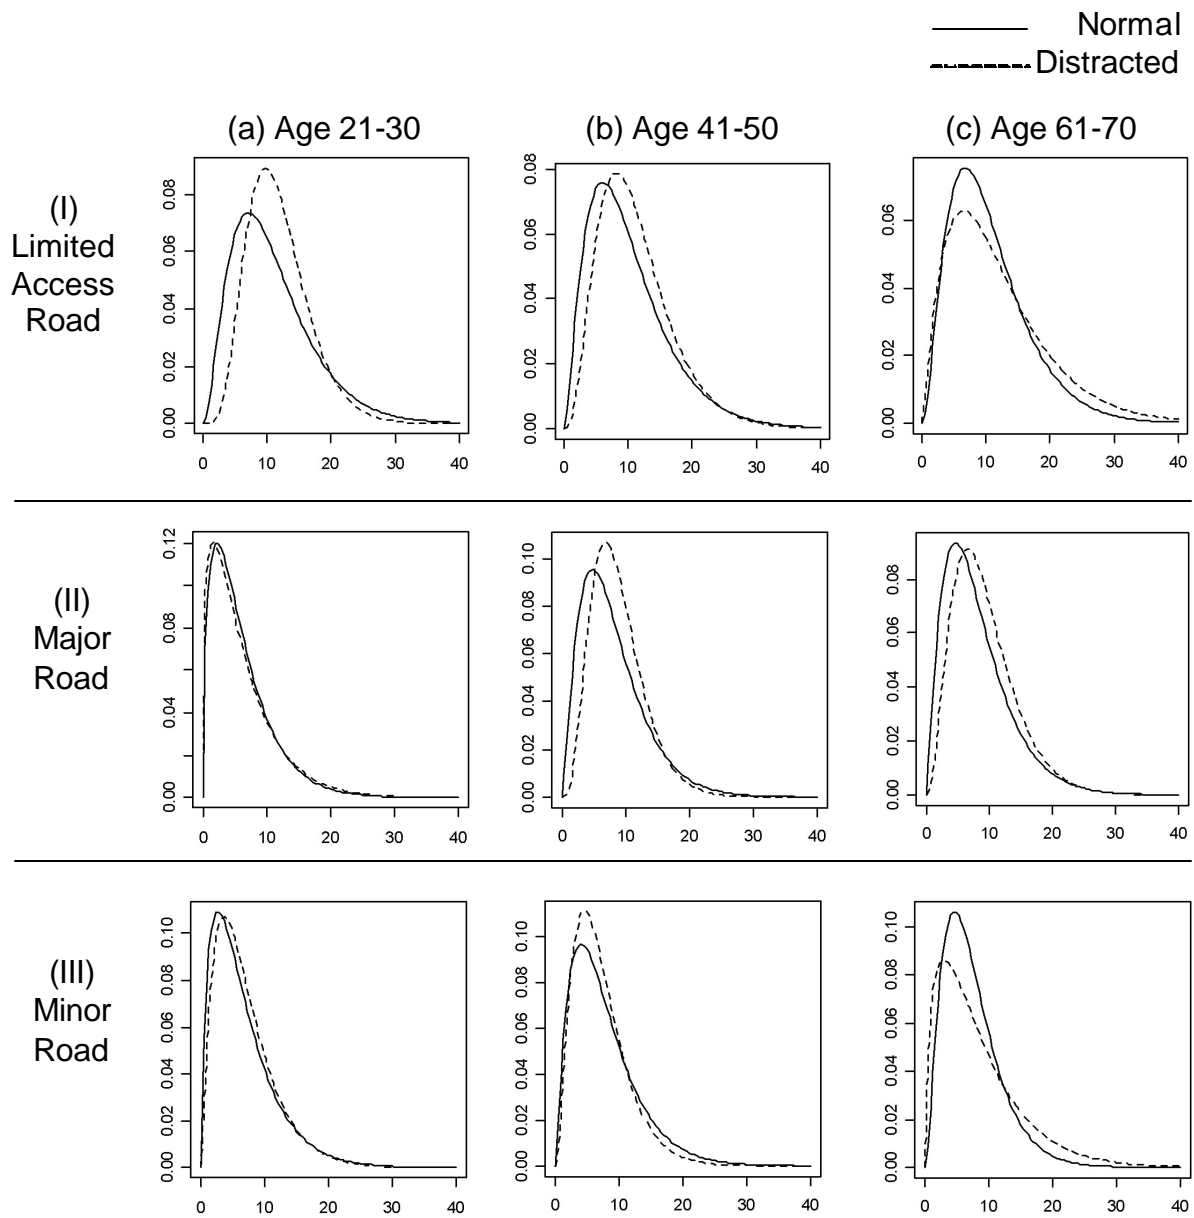 Normal
Distracted
(a) Age 21-30 (b) Age 41-50 (c) Age 61-70
(I)
Limited
Access
Road
0.00 0.02 0.04 0.06 0.08
0 10 20 30 40
0.00 0.02 0.04 0.06 0.08
0 10 20 30 40
0.00 0.02 0.04 0.06
0 10 20 30 40
(II)
Major
Road
0.00 0.04 0.08 0.12
0 10 20 30 40
0.00 0.02 0.04 0.06 0.08 0.10
0 10 20 30 40
0.00 0.02 0.04 0.06 0.08
0 10 20 30 40
(III)
Minor
Road
0.00 0.02 0.04 0.06 0.08 0.10
0 10 20 30 40
0.00 0.02 0.04 0.06 0.08 0.10
0 10 20 30 40
0.00 0.02 0.04 0.06 0.08 0.10
0 10 20 30 40